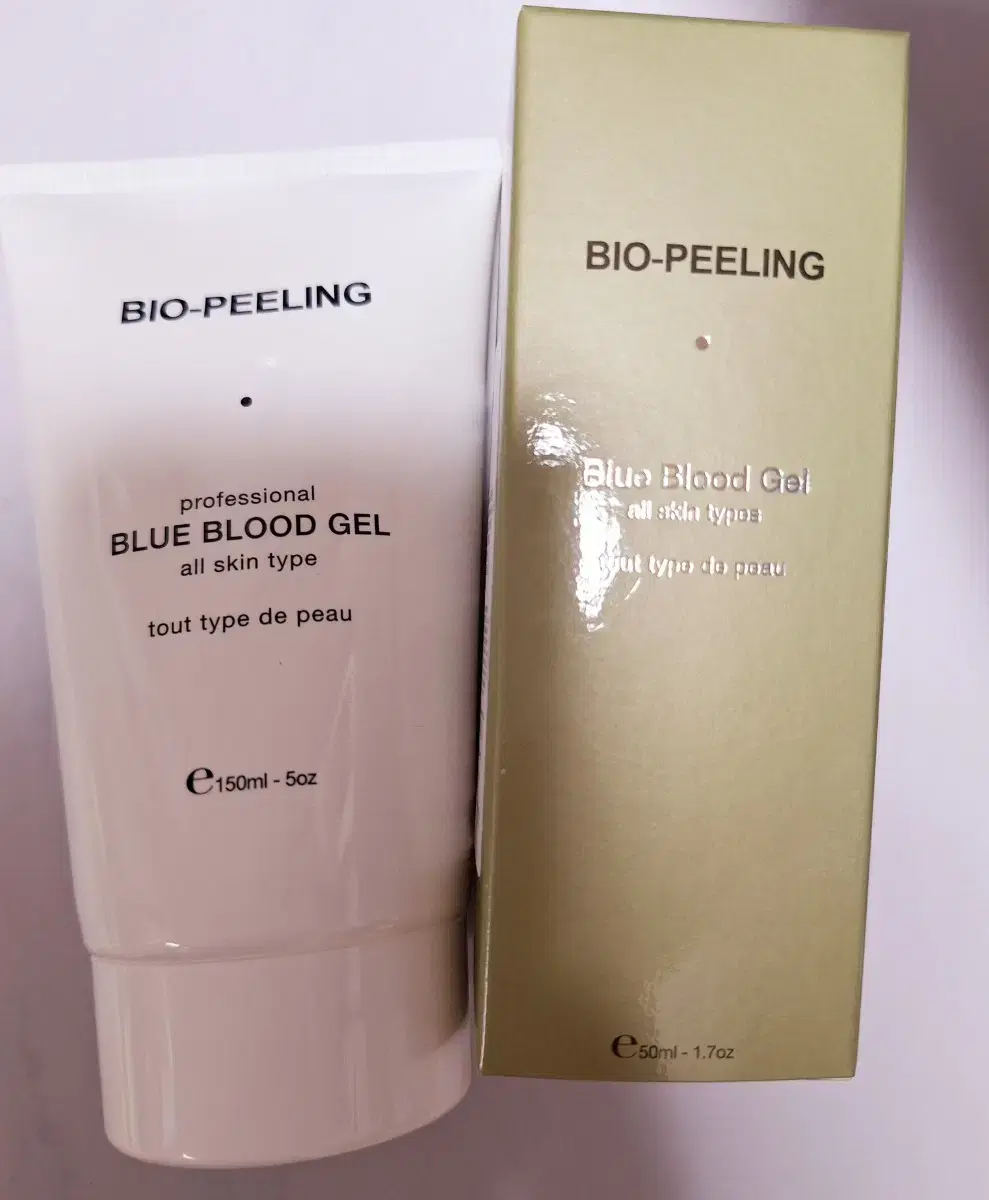 BIO-PEELING
professional
BLUE BLOOD GEL
all skin type
tout type de peau
e150ml - 5oz
BIO-PEELING
Blue Blood Gel
all skin types
tout type de peau
e50ml - 1.7oz